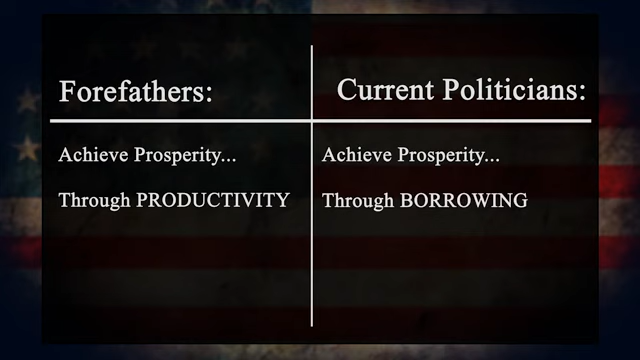 Forefathers:
Achieve Prosperity...
Through PRODUCTIVITY
Current Politicians:
Achieve Prosperity...
Through BORROWING